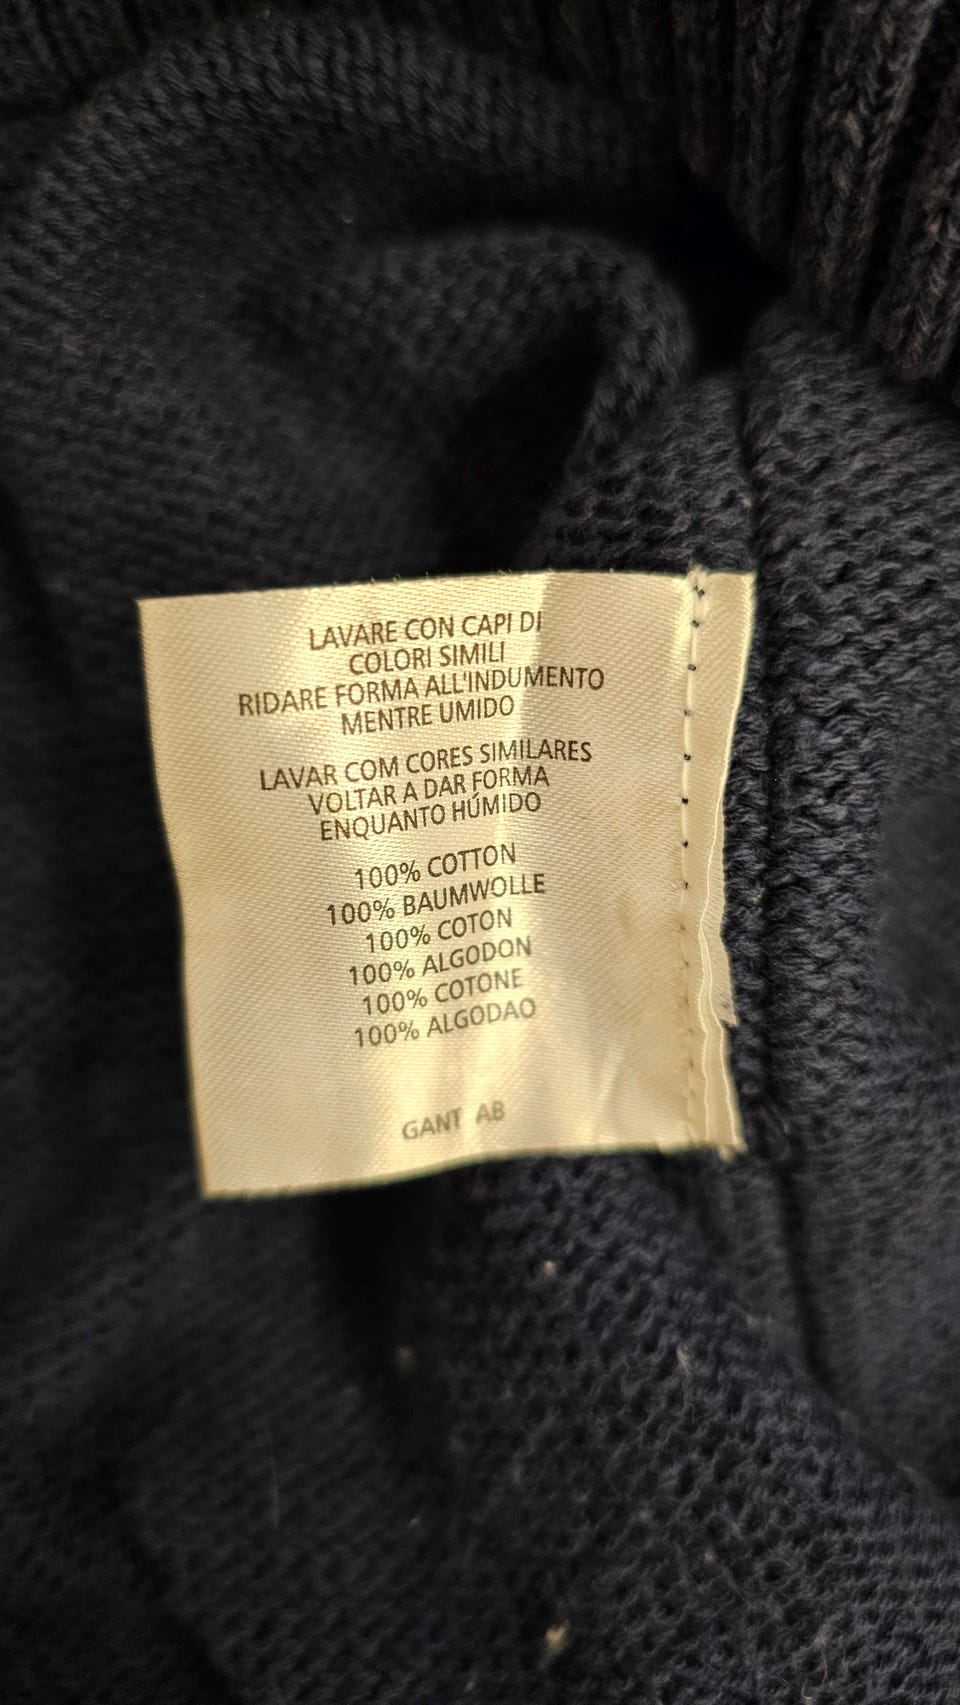 LAVARE CON CAPI DI
COLORI SIMILI
RIDARE FORMA ALL'INDUMENTO
MENTRE UMIDO
LAVAR COM CORES SIMILARES
VOLTAR A DAR FORMA
ENQUANTO HÚMIDO
100% COTTON
100% BAUMWOLLE
100% COTON
100% ALGODON
100% COTONE
100% ALGODAO
GANT AB